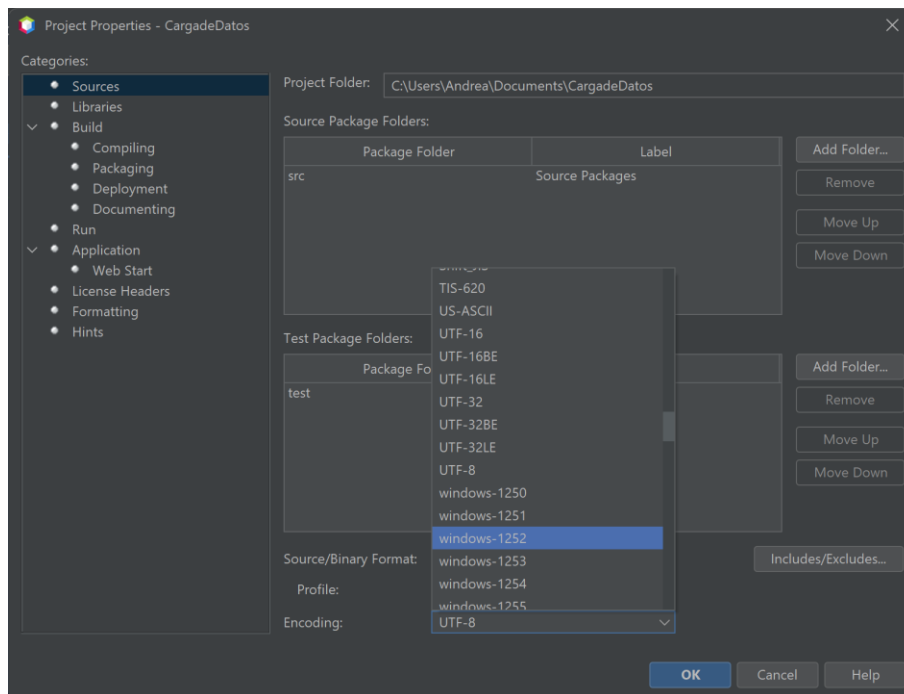 Project Properties - CargadeDatos
Categories:
Sources
Libraries
Build
Compiling
Packaging
Deployment
Documenting
Run
Application
Web Start
License Headers
Formatting
Hints
Project Folder: C:\Users\Andrea\Documents\CargadeDatos
Source Package Folders:
Package Folder Label
src Source Packages
Add Folder...
Remove
Move Up
Move Down
Test Package Folders:
Package Fo
test
Add Folder...
Remove
Move Up
Move Down
TIS-620
US-ASCII
UTF-16
UTF-16BE
UTF-16LE
UTF-32
UTF-32BE
UTF-32LE
UTF-8
windows-1250
windows-1251
windows-1252
windows-1253
windows-1254
windows-1255
Source/Binary Format:
Includes/Excludes...
Profile:
Encoding: UTF-8
OK Cancel Help